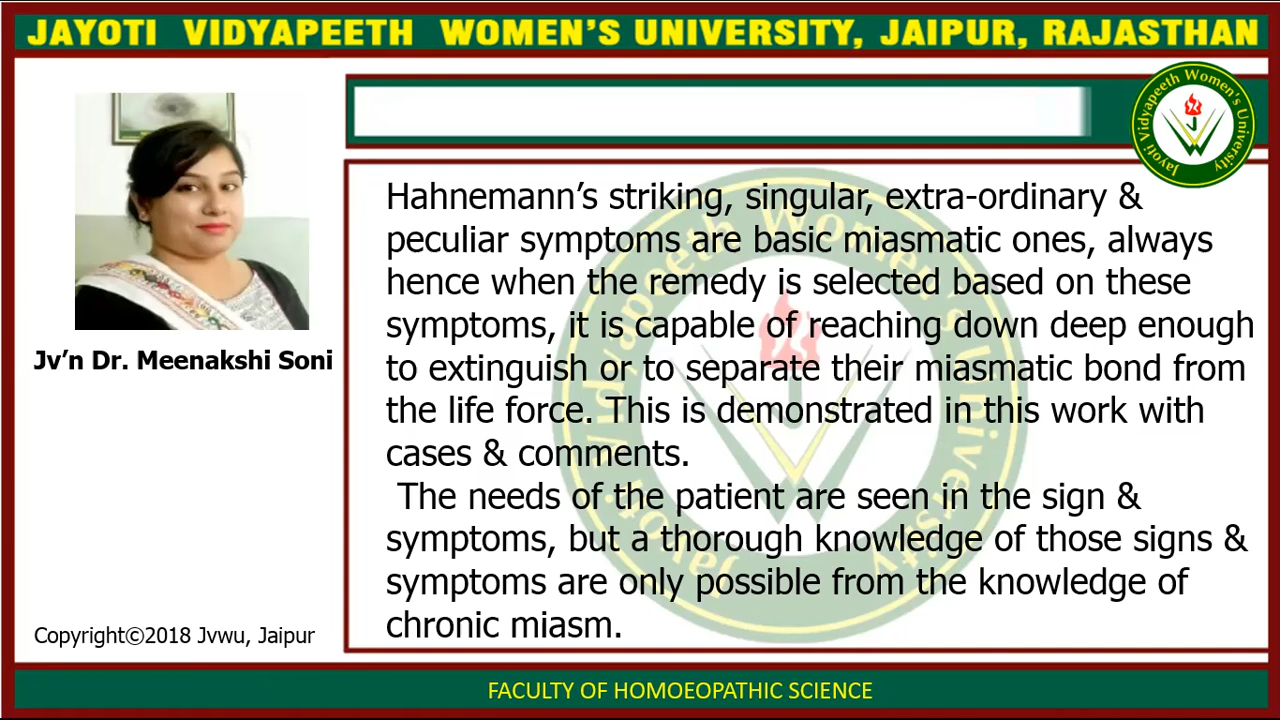 JAYOTI VIDYAPEETH WOMEN'S UNIVERSITY, JAIPUR, RAJASTHAN
Jayoti Vidyapeeth Women's University
Hahnemann's striking, singular, extra-ordinary &
peculiar symptoms are basic miasmatic ones, always
hence when the remedy is selected based on these
symptoms, it is capable of reaching down deep enough
to extinguish or to separate their miasmatic bond from
the life force. This is demonstrated in this work with
cases & comments.
The needs of the patient are seen in the sign &
symptoms, but a thorough knowledge of those signs &
symptoms are only possible from the knowledge of
chronic miasm.
Jv'n Dr. Meenakshi Soni
Copyright©2018 Jvwu, Jaipur
FACULTY OF HOMOEOPATHIC SCIENCE